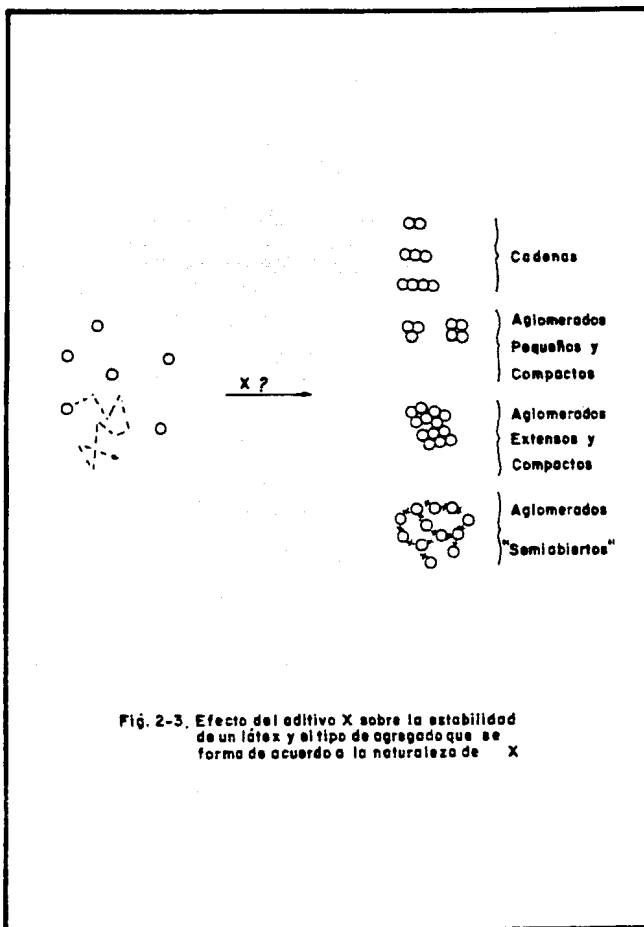 Cadenas
Aglomerados
Pequeños y
Compactos
X ?
Aglomerados
Extensos y
Compactos
Aglomerados
"Semiabiertos"
Fig. 2-3. Efecto del aditivo X sobre la estabilidad
de un látex y el tipo de agregado que se
forma de acuerdo a la naturaleza de X